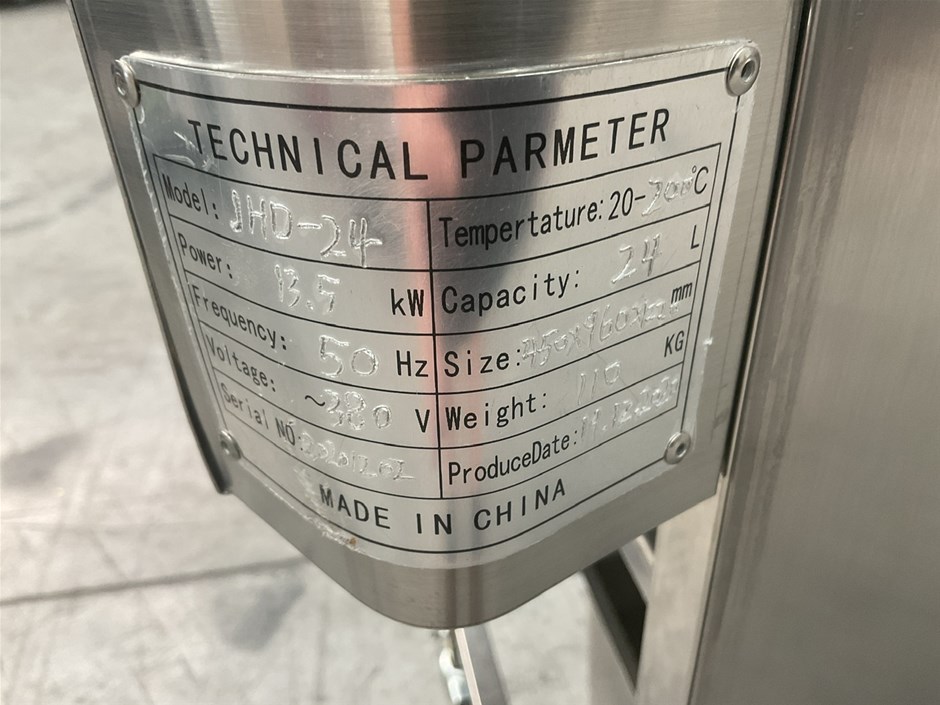 TECHNICAL PARMETER
Model: JHD-24
Tempertature: 20-200℃
Power: 13.5 kW
Capacity: 24 L
Frequency: 50 Hz
Size: mm
Voltage: ~380 V
Weight: 110 KG
Serial NO:
ProduceDate:
MADE IN CHINA